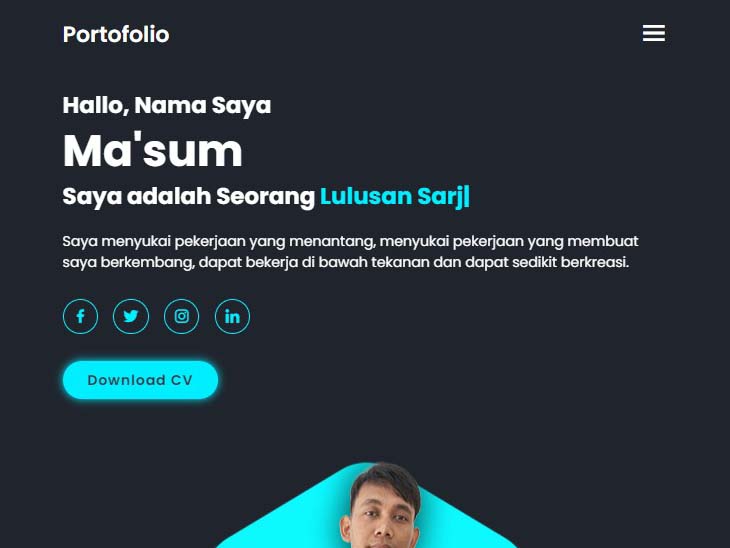 Portofolio
Hallo, Nama Saya
Ma'sum
Saya adalah Seorang Lulusan Sarj|
Saya menyukai pekerjaan yang menantang, menyukai pekerjaan yang membuat
saya berkembang, dapat bekerja di bawah tekanan dan dapat sedikit berkreasi.
Download CV